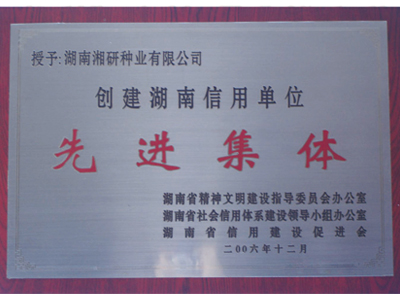 授予:湖南湘研种业有限公司
创建湖南信用单位
先进集体
湖南省精神文明建设指导委员会办公室
湖南省社会信用体系建设领导小组办公室
湖南省信用建设促进会
二00六年十二月